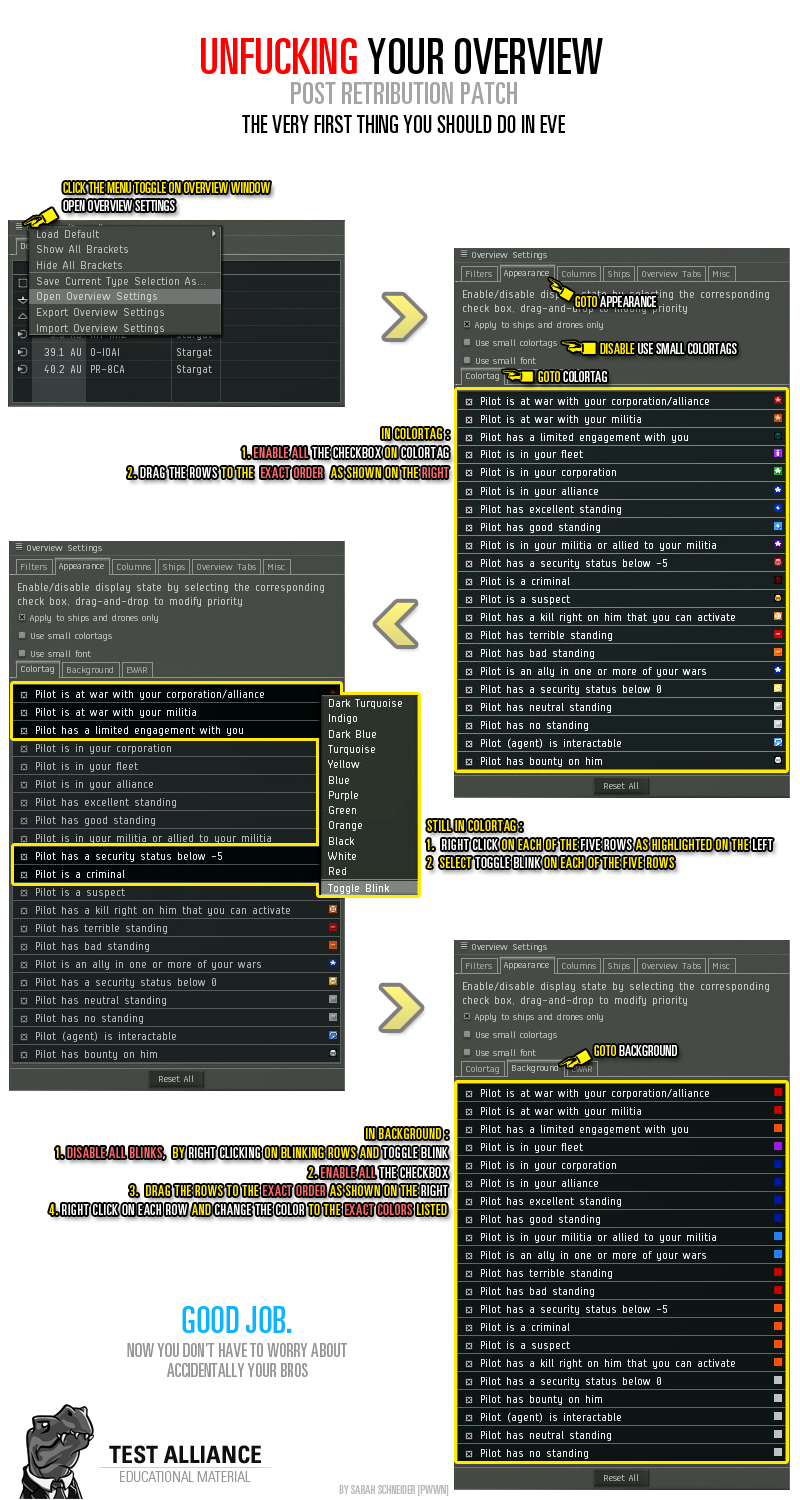 UNFUCKING YOUR OVERVIEW
POST RETRIBUTION PATCH
THE VERY FIRST THING YOU SHOULD DO IN EVE
CLICK THE MENU TOGGLE ON OVERVIEW WINDOW
OPEN OVERVIEW SETTINGS
Load Default
Show All Brackets
Hide All Brackets
Save Current Type Selection As...
Open Overview Settings
Export Overview Settings
Import Overview Settings
Stargat
39.1 AU O-IOAI Stargat
40.2 AU PR-8CA Stargat
Overview Settings
Filters Appearance Columns Ships Overview Tabs Misc
Enable/disable display state by selecting the corresponding
check box, drag-and-drop to modify priority
GOTO APPEARANCE
Apply to ships and drones only
Use small colortags
DISABLE USE SMALL COLORTAGS
Use small font
Colortag
GOTO COLORTAG
Pilot is at war with your corporation/alliance
Pilot is at war with your militia
Pilot has a limited engagement with you
Pilot is in your fleet
Pilot is in your corporation
Pilot is in your alliance
Pilot has excellent standing
Pilot has good standing
Pilot is in your militia or allied to your militia
Pilot has a security status below -5
Pilot is a criminal
Pilot is a suspect
Pilot has a kill right on him that you can activate
Pilot has terrible standing
Pilot has bad standing
Pilot is an ally in one or more of your wars
Pilot has a security status below 0
Pilot has neutral standing
Pilot has no standing
Pilot (agent) is interactable
Pilot has bounty on him
Reset All
IN COLORTAG :
1. ENABLE ALL THE CHECKBOX ON COLORTAG
2. DRAG THE ROWS TO THE EXACT ORDER AS SHOWN ON THE RIGHT
Overview Settings
Filters Appearance Columns Ships Overview Tabs Misc
Enable/disable display state by selecting the corresponding
check box, drag-and-drop to modify priority
Apply to ships and drones only
Use small colortags
Use small font
Colortag Background EWAR
Pilot is at war with your corporation/alliance
Pilot is at war with your militia
Pilot has a limited engagement with you
Pilot is in your corporation
Pilot is in your fleet
Pilot is in your alliance
Pilot has excellent standing
Pilot has good standing
Pilot is in your militia or allied to your militia
Pilot has a security status below -5
Pilot is a criminal
Pilot is a suspect
Pilot has a kill right on him that you can activate
Pilot has terrible standing
Pilot has bad standing
Pilot is an ally in one or more of your wars
Pilot has a security status below 0
Pilot has neutral standing
Pilot has no standing
Pilot (agent) is interactable
Pilot has bounty on him
Reset All
Dark Turquoise
Indigo
Dark Blue
Turquoise
Yellow
Blue
Purple
Green
Orange
Black
White
Red
Toggle Blink
STILL IN COLORTAG :
1. RIGHT CLICK ON EACH OF THE FIVE ROWS AS HIGHLIGHTED ON THE LEFT
2 SELECT TOGGLE BLINK ON EACH OF THE FIVE ROWS
Overview Settings
Filters Appearance Columns Ships Overview Tabs Misc
Enable/disable display state by selecting the corresponding
check box, drag-and-drop to modify priority
Apply to ships and drones only
Use small colortags
Use small font
GOTO BACKGROUND
Colortag Background EWAR
Pilot is at war with your corporation/alliance
Pilot is at war with your militia
Pilot has a limited engagement with you
Pilot is in your fleet
Pilot is in your corporation
Pilot is in your alliance
Pilot has excellent standing
Pilot has good standing
Pilot is in your militia or allied to your militia
Pilot is an ally in one or more of your wars
Pilot has terrible standing
Pilot has bad standing
Pilot has a security status below -5
Pilot is a criminal
Pilot is a suspect
Pilot has a kill right on him that you can activate
Pilot has a security status below 0
Pilot has bounty on him
Pilot (agent) is interactable
Pilot has neutral standing
Pilot has no standing
Reset All
IN BACKGROUND :
1. DISABLE ALL BLINKS, BY RIGHT CLICKING ON BLINKING ROWS AND TOGGLE BLINK
2. ENABLE ALL THE CHECKBOX
3. DRAG THE ROWS TO THE EXACT ORDER AS SHOWN ON THE RIGHT
4. RIGHT CLICK ON EACH ROW AND CHANGE THE COLOR TO THE EXACT COLORS LISTED
GOOD JOB.
NOW YOU DON'T HAVE TO WORRY ABOUT
ACCIDENTALLY YOUR BROS
TEST ALLIANCE
EDUCATIONAL MATERIAL
BY SARAH SCHNEIDER [PWWN]